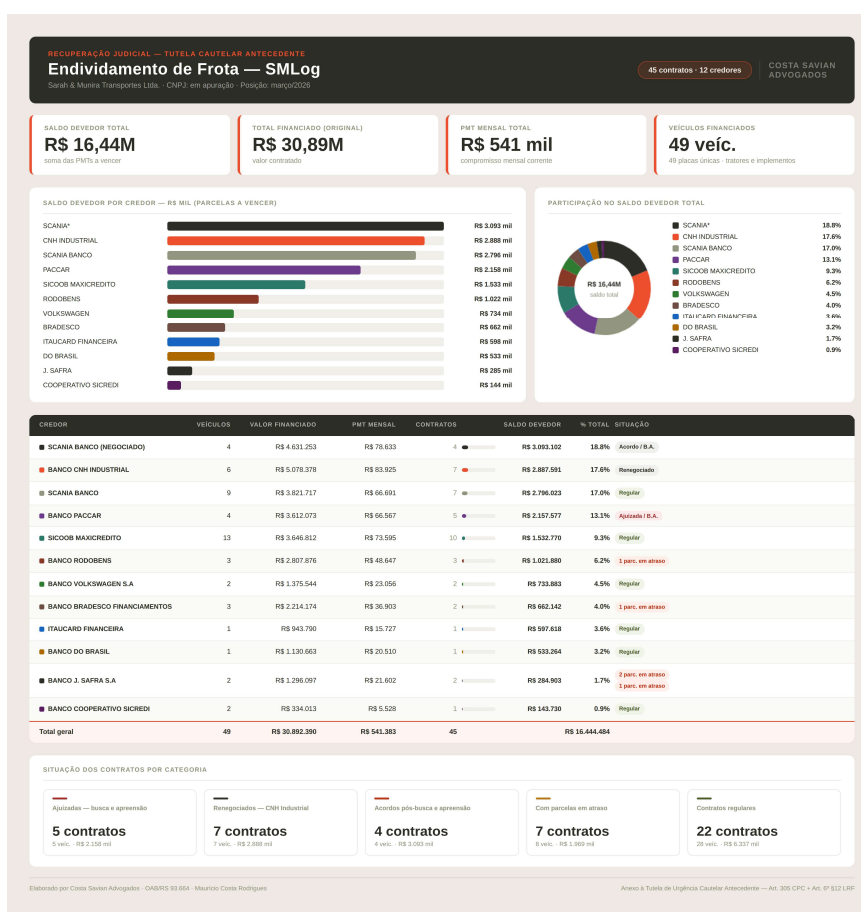 RECUPERAÇÃO JUDICIAL — TUTELA CAUTELAR ANTECEDENTE
Endividamento de Frota — SMLog
Sarah & Munira Transportes Ltda. · CNPJ: em apuração · Posição: março/2026
45 contratos · 12 credores
COSTA SAVIAN
ADVOGADOS
SALDO DEVEDOR TOTAL
R$ 16,44M
soma das PMTs a vencer
TOTAL FINANCIADO (ORIGINAL)
R$ 30,89M
valor contratado
PMT MENSAL TOTAL
R$ 541 mil
compromisso mensal corrente
VEÍCULOS FINANCIADOS
49 veíc.
49 placas únicas · tratores e implementos
SALDO DEVEDOR POR CREDOR — R$ MIL (PARCELAS A VENCER)
SCANIA* R$ 3.093 mil
CNH INDUSTRIAL R$ 2.888 mil
SCANIA BANCO R$ 2.796 mil
PACCAR R$ 2.158 mil
SICOOB MAXICREDITO R$ 1.533 mil
RODOBENS R$ 1.022 mil
VOLKSWAGEN R$ 734 mil
BRADESCO R$ 662 mil
ITAUCARD FINANCEIRA R$ 598 mil
DO BRASIL R$ 533 mil
J. SAFRA R$ 285 mil
COOPERATIVO SICREDI R$ 144 mil
PARTICIPAÇÃO NO SALDO DEVEDOR TOTAL
R$ 16,44M
saldo total
SCANIA* 18.8%
CNH INDUSTRIAL 17.6%
SCANIA BANCO 17.0%
PACCAR 13.1%
SICOOB MAXICREDITO 9.3%
RODOBENS 6.2%
VOLKSWAGEN 4.5%
BRADESCO 4.0%
ITAUCARD FINANCEIRA 3.6%
DO BRASIL 3.2%
J. SAFRA 1.7%
COOPERATIVO SICREDI 0.9%
CREDOR VEÍCULOS VALOR FINANCIADO PMT MENSAL CONTRATOS SALDO DEVEDOR % TOTAL SITUAÇÃO
SCANIA BANCO (NEGOCIADO) 4 R$ 4.631.253 R$ 78.633 4 R$ 3.093.102 18.8% Acordo / B.A.
BANCO CNH INDUSTRIAL 6 R$ 5.078.378 R$ 83.925 7 R$ 2.887.591 17.6% Renegociado
SCANIA BANCO 9 R$ 3.821.717 R$ 66.691 7 R$ 2.796.023 17.0% Regular
BANCO PACCAR 4 R$ 3.612.073 R$ 66.567 5 R$ 2.157.577 13.1% Ajuizada / B.A.
SICOOB MAXICREDITO 13 R$ 3.646.812 R$ 73.595 10 R$ 1.532.770 9.3% Regular
BANCO RODOBENS 3 R$ 2.807.876 R$ 48.647 3 R$ 1.021.880 6.2% 1 parc. em atraso
BANCO VOLKSWAGEN S.A 2 R$ 1.375.544 R$ 23.056 2 R$ 733.883 4.5% Regular
BANCO BRADESCO FINANCIAMENTOS 3 R$ 2.214.174 R$ 36.903 2 R$ 662.142 4.0% 1 parc. em atraso
ITAUCARD FINANCEIRA 1 R$ 943.790 R$ 15.727 1 R$ 597.618 3.6% Regular
BANCO DO BRASIL 1 R$ 1.130.663 R$ 20.510 1 R$ 533.264 3.2% Regular
BANCO J. SAFRA S.A 2 R$ 1.296.097 R$ 21.602 2 R$ 284.903 1.7% 2 parc. em atraso
1 parc. em atraso
BANCO COOPERATIVO SICREDI 2 R$ 334.013 R$ 5.528 1 R$ 143.730 0.9% Regular
Total geral 49 R$ 30.892.390 R$ 541.383 45 R$ 16.444.484
SITUAÇÃO DOS CONTRATOS POR CATEGORIA
Ajuizadas — busca e apreensão
5 contratos
5 veíc. · R$ 2.158 mil
Renegociados — CNH Industrial
7 contratos
7 veíc. · R$ 2.888 mil
Acordos pós-busca e apreensão
4 contratos
4 veíc. · R$ 3.093 mil
Com parcelas em atraso
7 contratos
8 veíc. · R$ 1.969 mil
Contratos regulares
22 contratos
28 veíc. · R$ 6.337 mil
Elaborado por Costa Savian Advogados · OAB/RS 93.664 · Maurício Costa Rodrigues
Anexo à Tutela de Urgência Cautelar Antecedente — Art. 305 CPC + Art. 6º §12 LRF